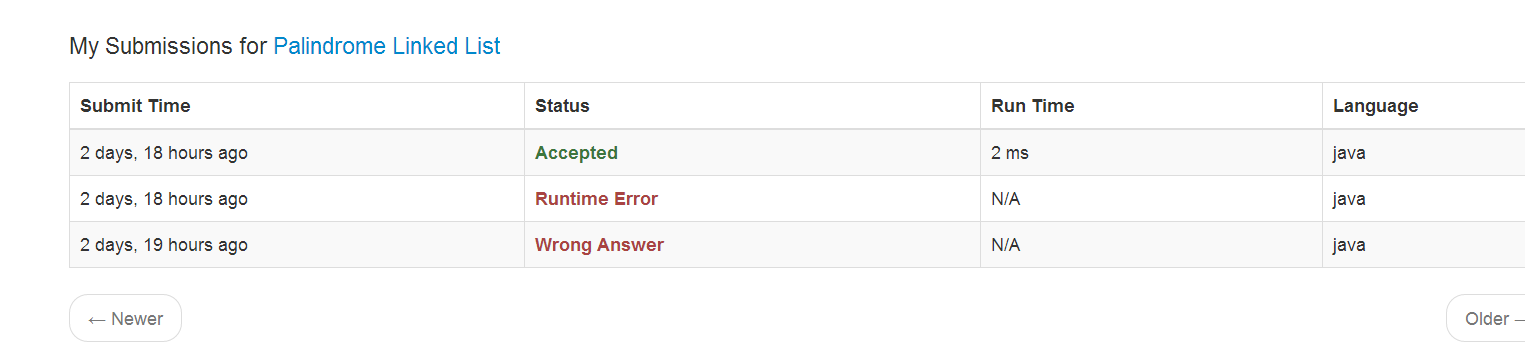 My Submissions for Palindrome Linked List
Submit Time Status Run Time Language
2 days, 18 hours ago Accepted 2 ms java
2 days, 18 hours ago Runtime Error N/A java
2 days, 19 hours ago Wrong Answer N/A java
← Newer Older